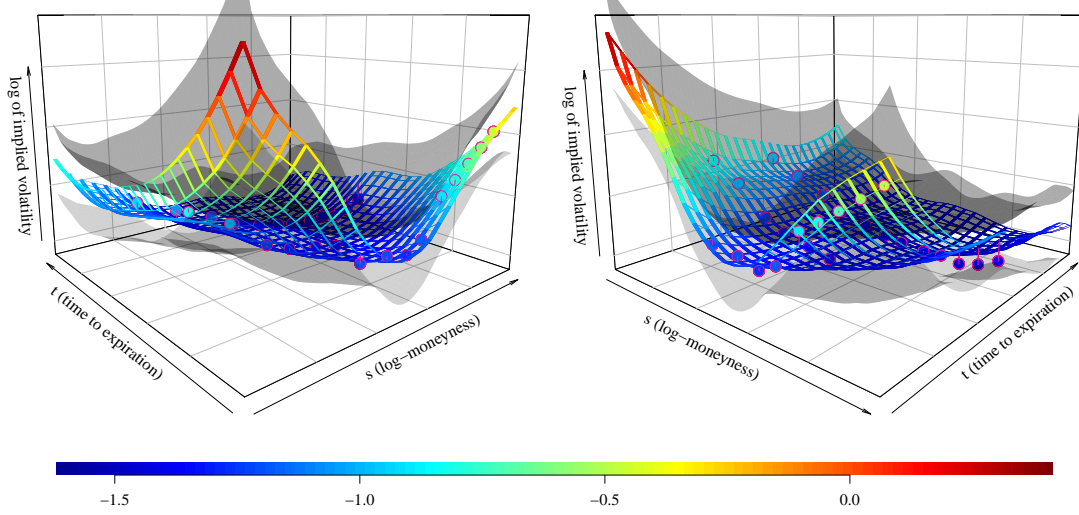 log of implied volatility
t (time to expiration)
s (log−moneyness)
log of implied volatility
s (log−moneyness)
t (time to expiration)
−1.5
−1.0
−0.5
0.0